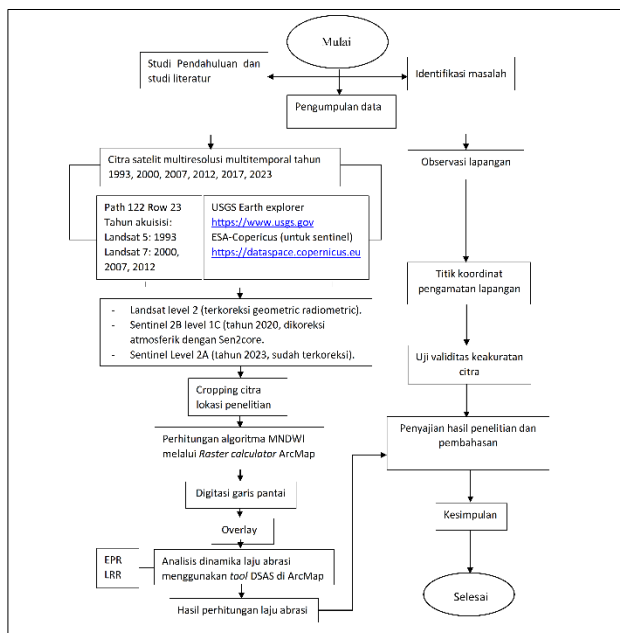 Mulai
Studi Pendahuluan dan
studi literatur
Identifikasi masalah
Pengumpulan data
Citra satelit multiresolusi multitemporal tahun
1993, 2000, 2007, 2012, 2017, 2023
Observasi lapangan
Path 122 Row 23
Tahun akuisisi:
Landsat 5: 1993
Landsat 7: 2000,
2007, 2012
USGS Earth explorer
https://www.usgs.gov
ESA-Copericus (untuk sentinel)
https://dataspace.copernicus.eu
Titik koordinat
pengamatan lapangan
- Landsat level 2 (terkoreksi geometric radiometric).
- Sentinel 2B level 1C (tahun 2020, dikoreksi
atmosferik dengan Sen2core.
- Sentinel Level 2A (tahun 2023, sudah terkoreksi).
Uji validitas keakuratan
citra
Cropping citra
lokasi penelitian
Perhitungan algoritma MNDWI
melalui Raster calculator ArcMap
Penyajian hasil penelitian dan
pembahasan
Digitasi garis pantai
Overlay
Kesimpulan
EPR
LRR
Analisis dinamika laju abrasi
menggunakan tool DSAS di ArcMap
Hasil perhitungan laju abrasi
Selesai